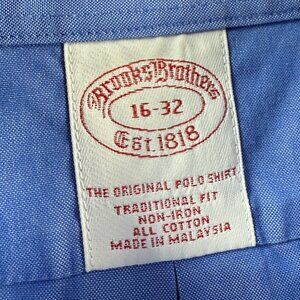 Brooks Brothers
16-32
Est. 1818
THE ORIGINAL POLO SHIRT
TRADITIONAL FIT
NON-IRON
ALL COTTON
MADE IN MALAYSIA